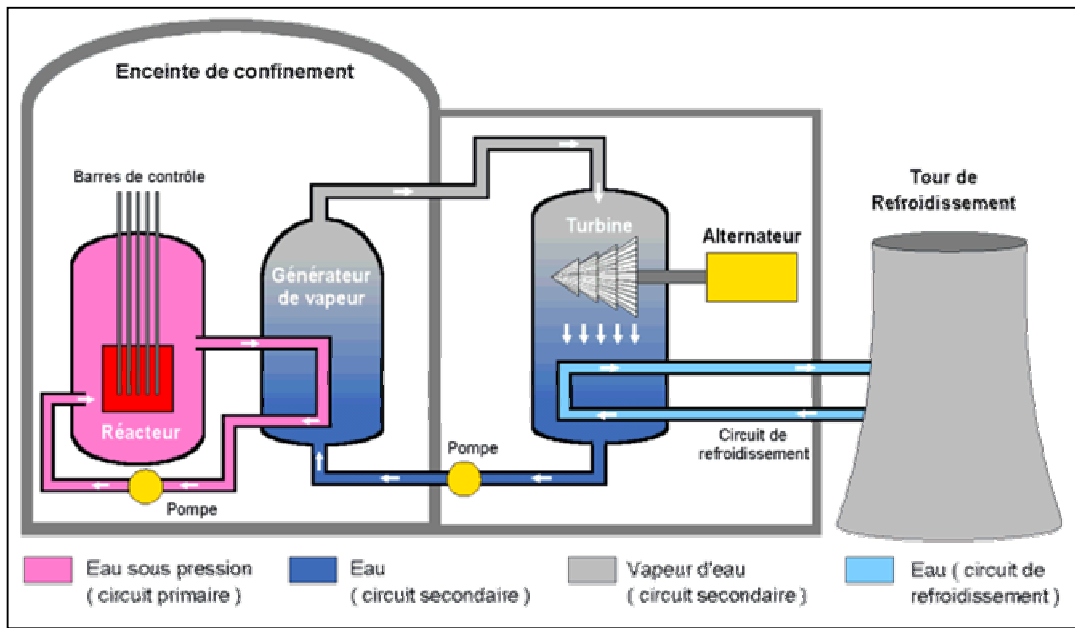 Enceinte de confinement
Barres de contrôle
Réacteur
Pompe
Générateur
de vapeur
Pompe
Turbine
Alternateur
Circuit de
refroidissement
Tour de
Refroidissement
Eau sous pression
( circuit primaire )
Eau
( circuit secondaire )
Vapeur d'eau
( circuit secondaire )
Eau ( circuit de
refroidissement )